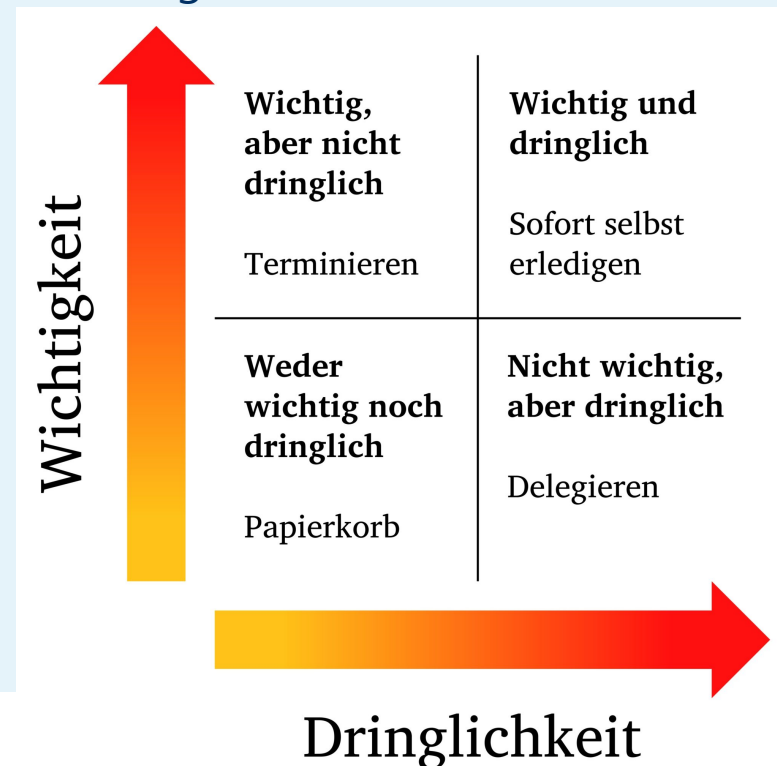 Wichtigkeit
Wichtig,
aber nicht
dringlich
Terminieren
Wichtig und
dringlich
Sofort selbst
erledigen
Weder
wichtig noch
dringlich
Papierkorb
Nicht wichtig,
aber dringlich
Delegieren
Dringlichkeit